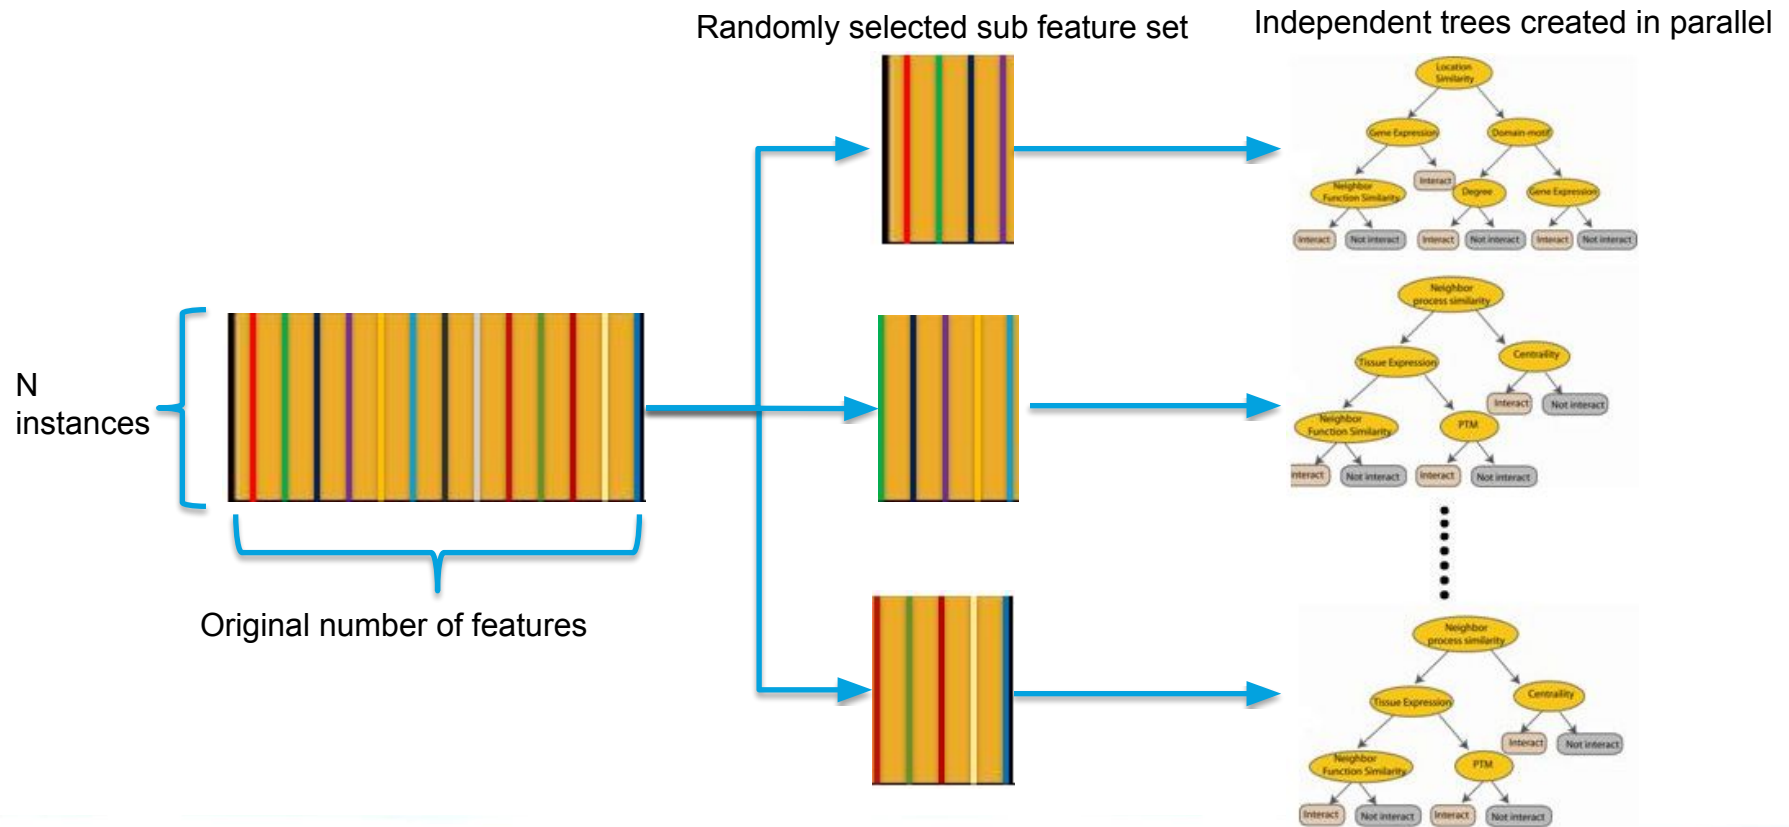 Randomly selected sub feature set
Independent trees created in parallel
Location
Similarity
Gene Expression
Domain-motif
Interact
Neighbor
Function Similarity
Degree
Gene Expression
Interact
Not interact
Interact
Not interact
Interact
Not interact
N
instances
Original number of features
Neighbor
process similarity
Tissue Expression
Centraility
Interact
Not interact
Neighbor
Function Similarity
PTM
nteract
Not interact
Interact
Not interact
Neighbor
process similarity
Tissue Expression
Centraility
Interact
Not interact
Neighbor
Function Similarity
PTM
Interact
Not interact
Interact
Not interact